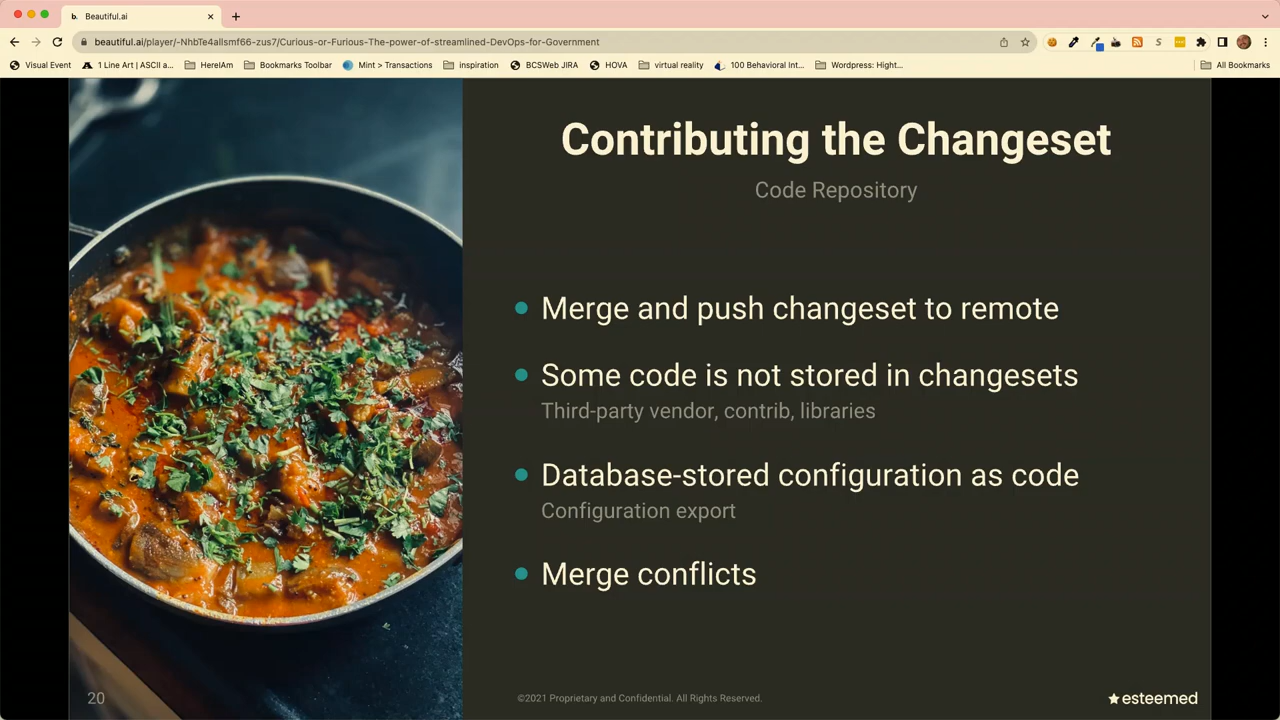 b.
Beautiful.ai
beautiful.ai/player/-NhbTe4aIlsmf66-zus7/Curious-or-Furious-The-power-of-streamlined-DevOps-for-Government
Visual Event
1 Line Art | ASCII a...
HereIAm
Bookmarks Toolbar
Mint > Transactions
inspiration
BCSWeb JIRA
HOVA
virtual reality
100 Behavioral Int...
Wordpress: Hight...
All Bookmarks
Contributing the Changeset
Code Repository
Merge and push changeset to remote
Some code is not stored in changesets
Third-party vendor, contrib, libraries
Database-stored configuration as code
Configuration export
Merge conflicts
20
©2021 Proprietary and Confidential. All Rights Reserved.
esteemed